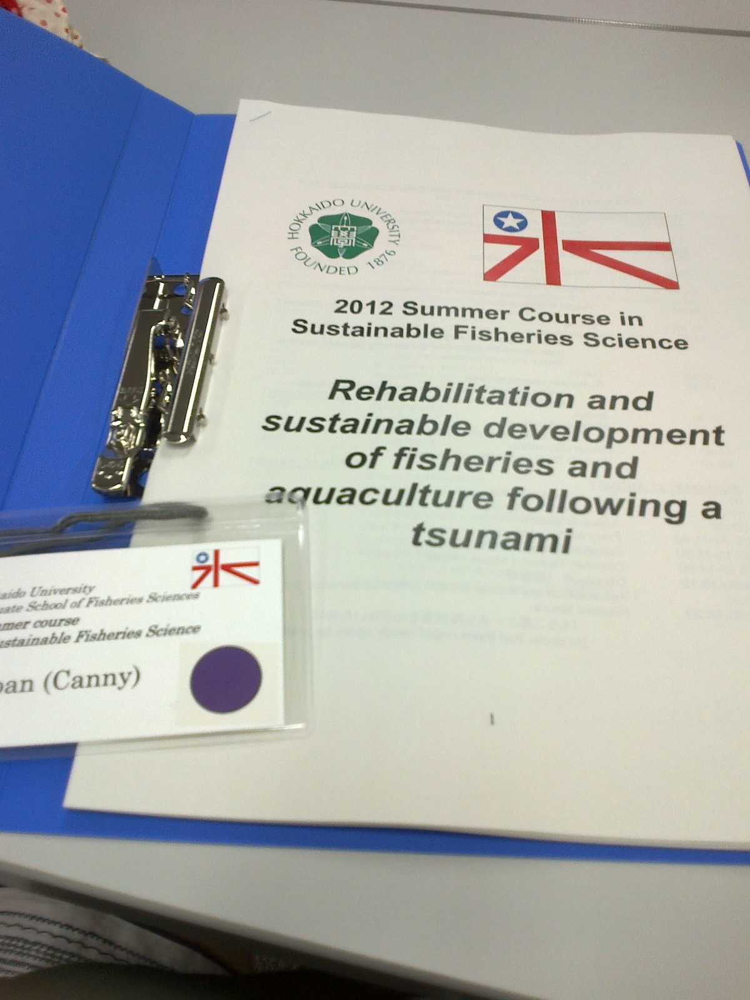 HOKKAIDO UNIVERSITY
FOUNDED 1876
2012 Summer Course in
Sustainable Fisheries Science
Rehabilitation and
sustainable development
of fisheries and
aquaculture following a
tsunami
1
aido University
uate School of Fisheries Sciences
mer course
ustainable Fisheries Science
oan (Canny)